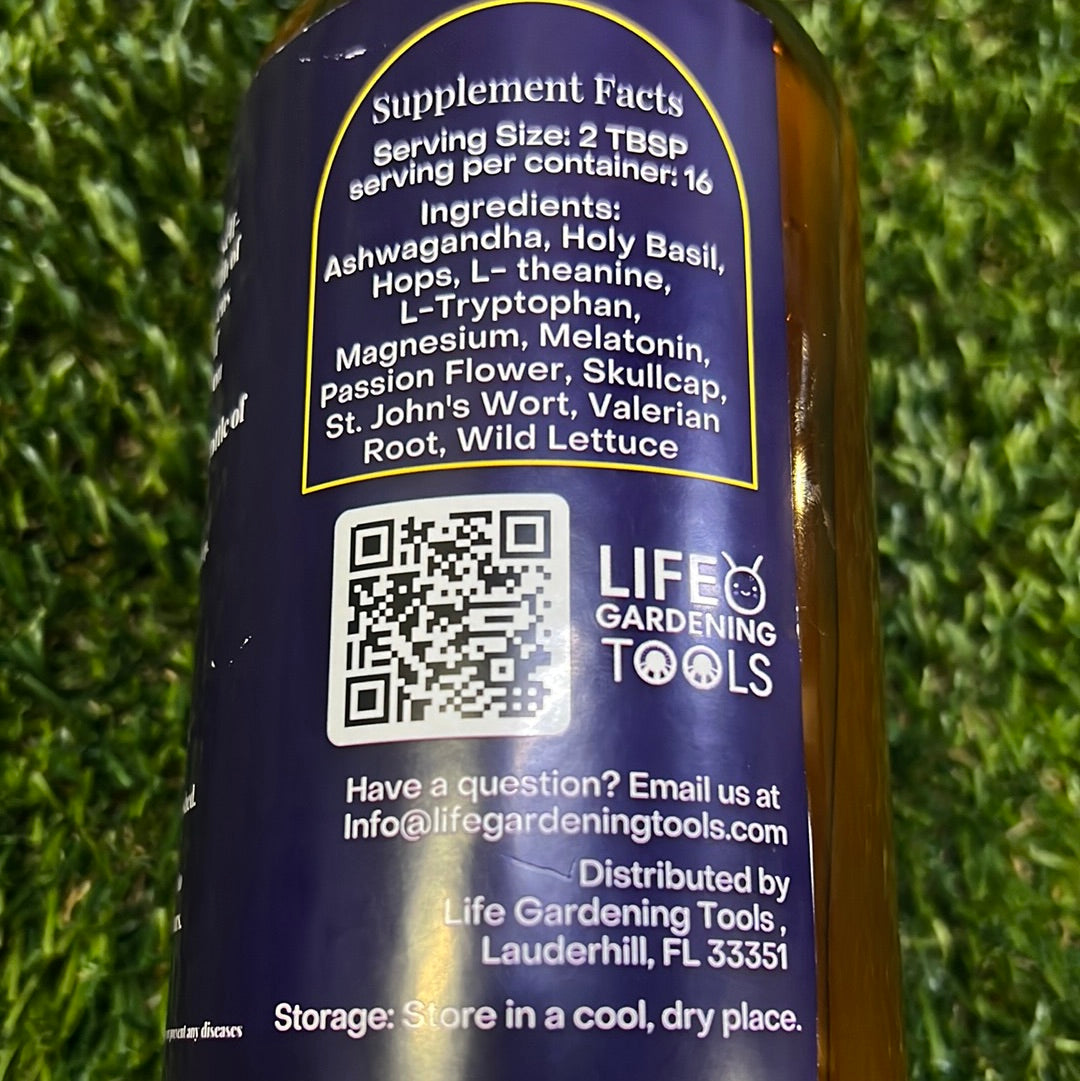 Supplement Facts
Serving Size: 2 TBSP
serving per container: 16
Ingredients:
Ashwagandha, Holy Basil,
Hops, L- theanine,
L-Tryptophan,
Magnesium, Melatonin,
Passion Flower, Skullcap,
St. John's Wort, Valerian
Root, Wild Lettuce
LIFE
GARDENING
TOOLS
Have a question? Email us at
Info@lifegardeningtools.com
Distributed by
Life Gardening Tools ,
Lauderhill, FL 33351
any diseases
Storage: Store in a cool, dry place.